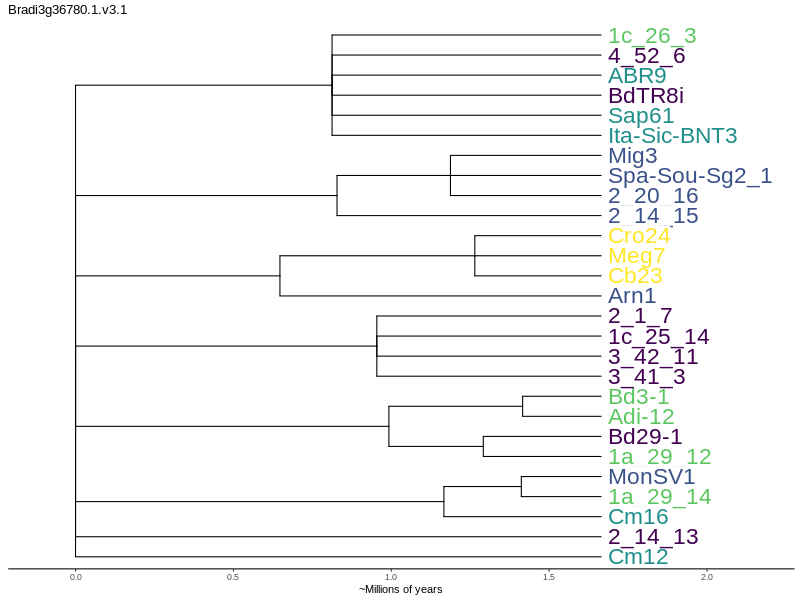 Bradi3g36780.1.v3.1
1c_26_3
4_52_6
ABR9
BdTR8i
Sap61
Ita-Sic-BNT3
Mig3
Spa-Sou-Sg2_1
2_20_16
2_14_15
Cro24
Meg7
Cb23
Arn1
2_1_7
1c_25_14
3_42_11
3_41_3
Bd3-1
Adi-12
Bd29-1
1a_29_12
MonSV1
1a_29_14
Cm16
2_14_13
Cm12
0.0 0.5 1.0 1.5 2.0
~Millions of years